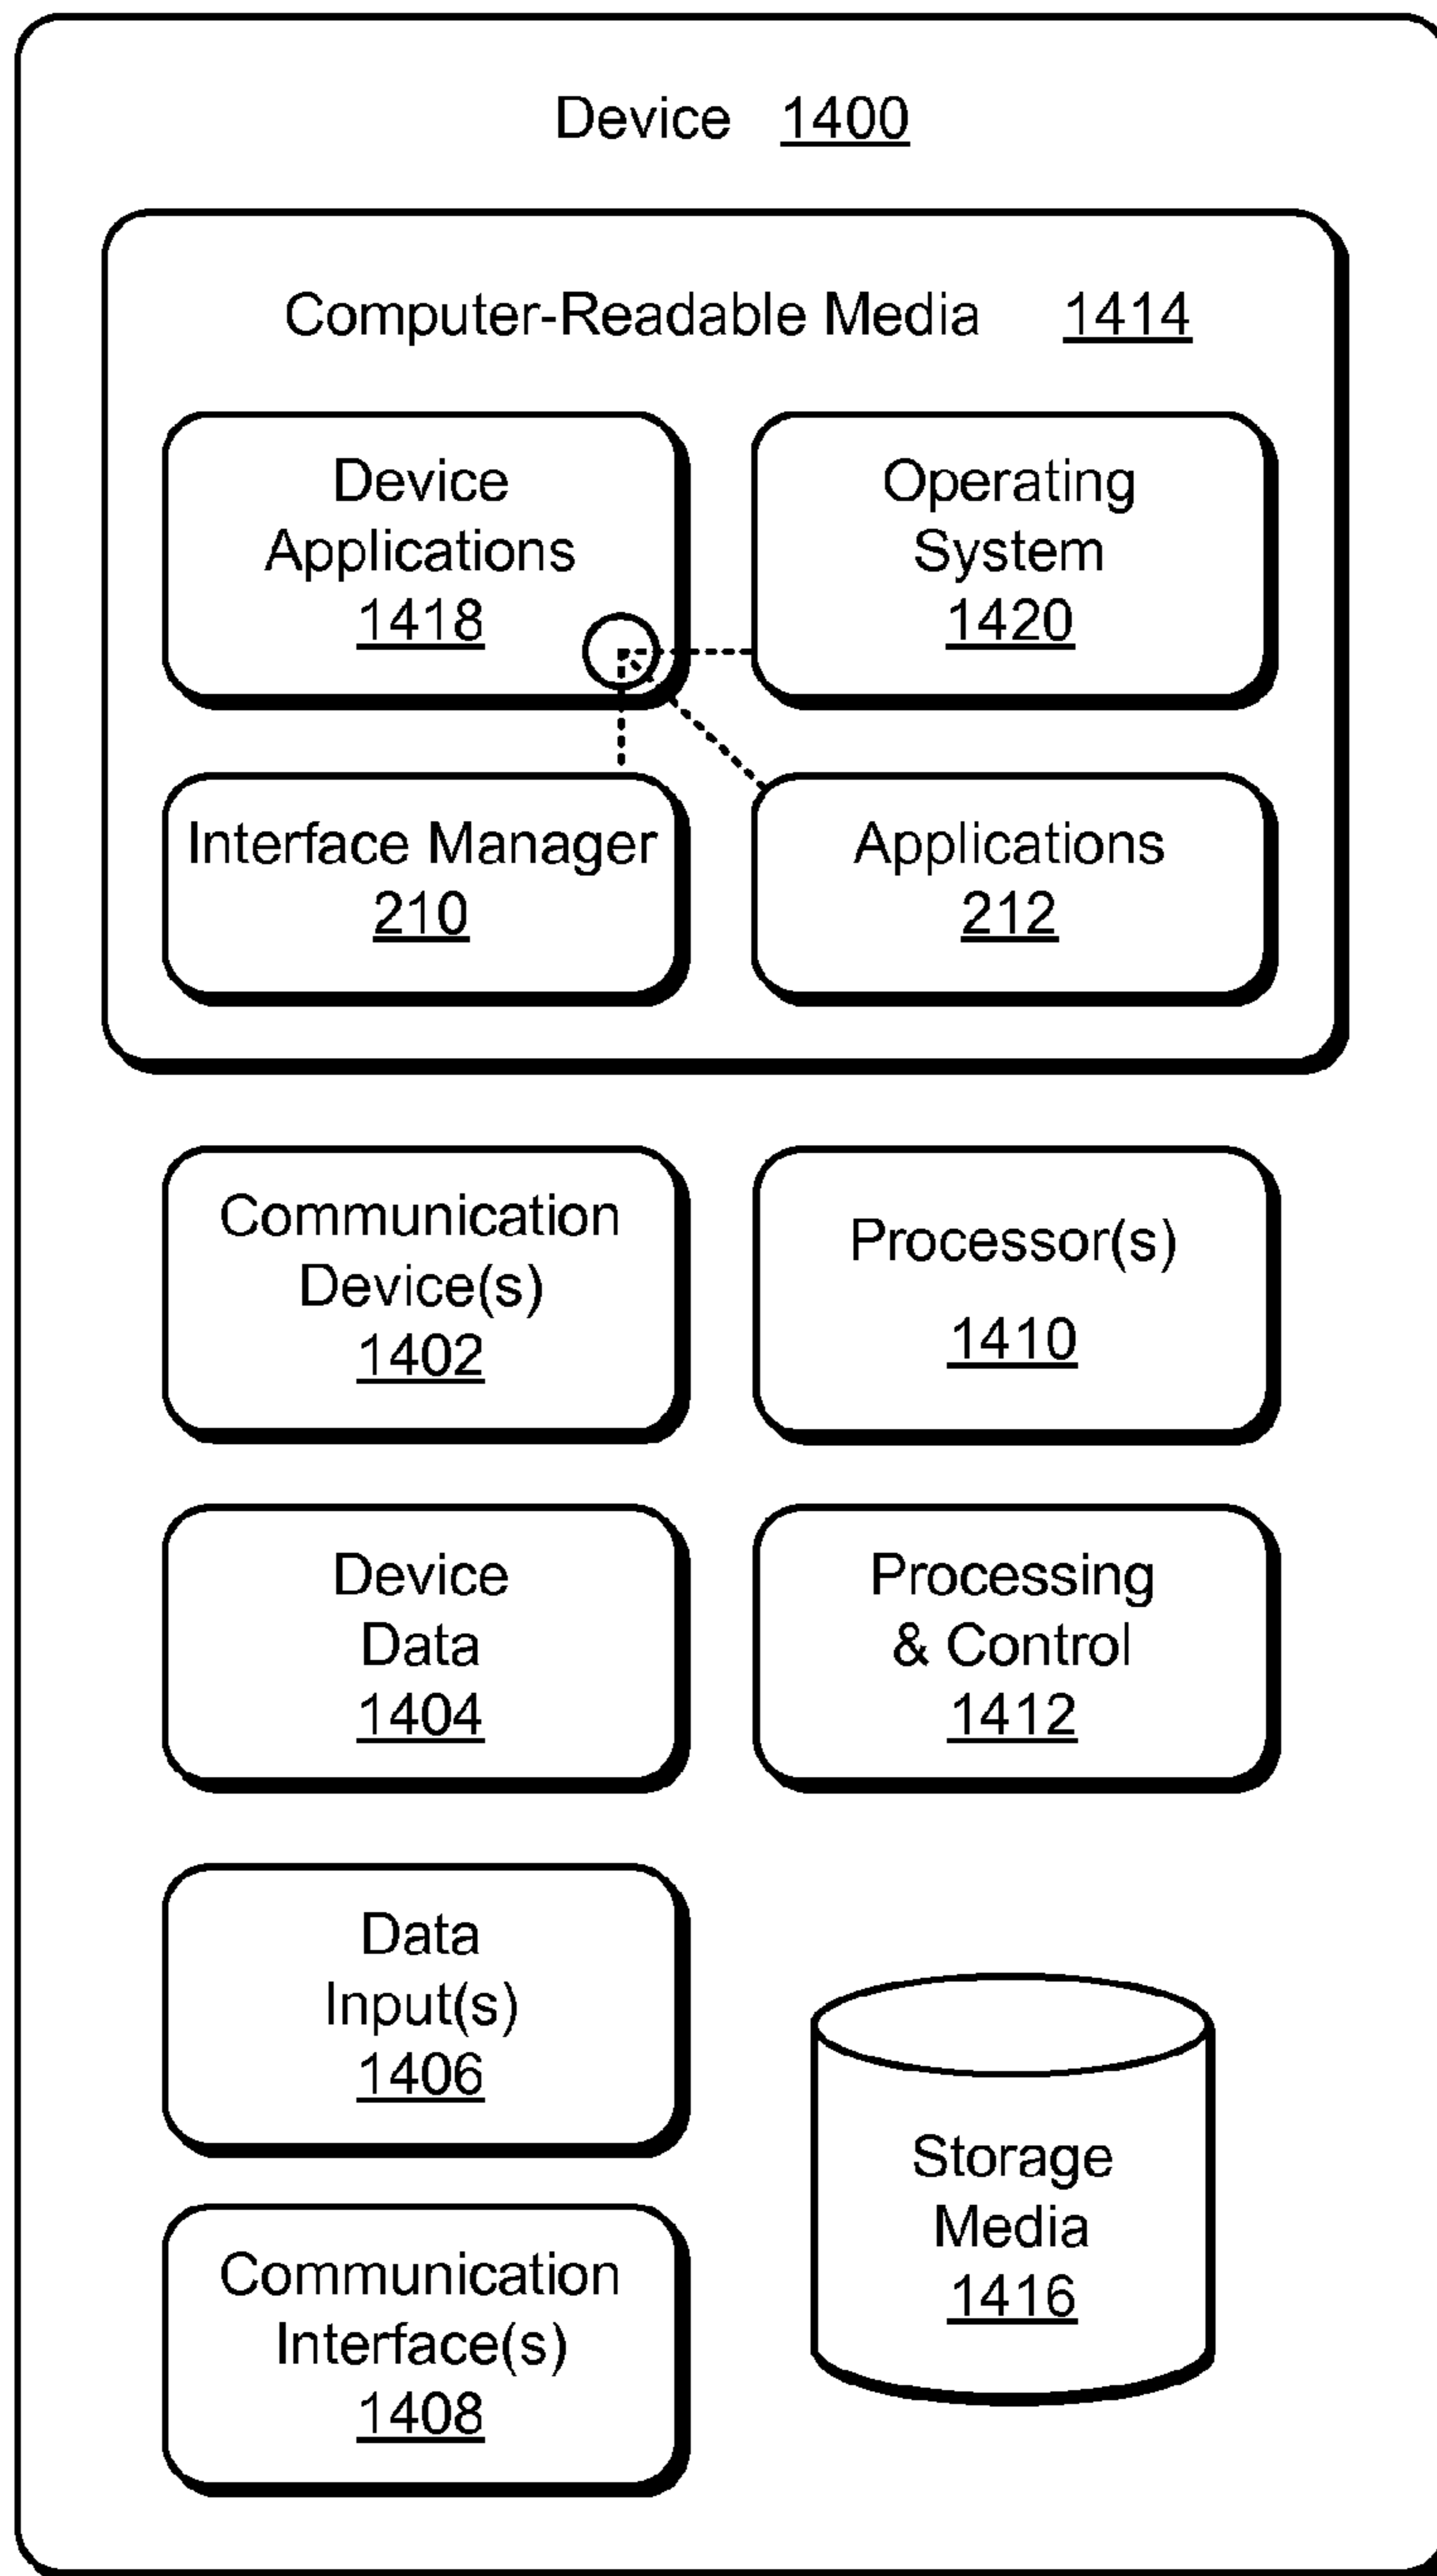 Device 1400
Computer-Readable Media 1414
Device
Applications
1418
Operating
System
1420
Interface Manager
210
Applications
212
Communication
Device(s)
1402
Processor(s)
1410
Device
Data
1404
Processing
& Control
1412
Data
Input(s)
1406
Storage
Media
1416
Communication
Interface(s)
1408